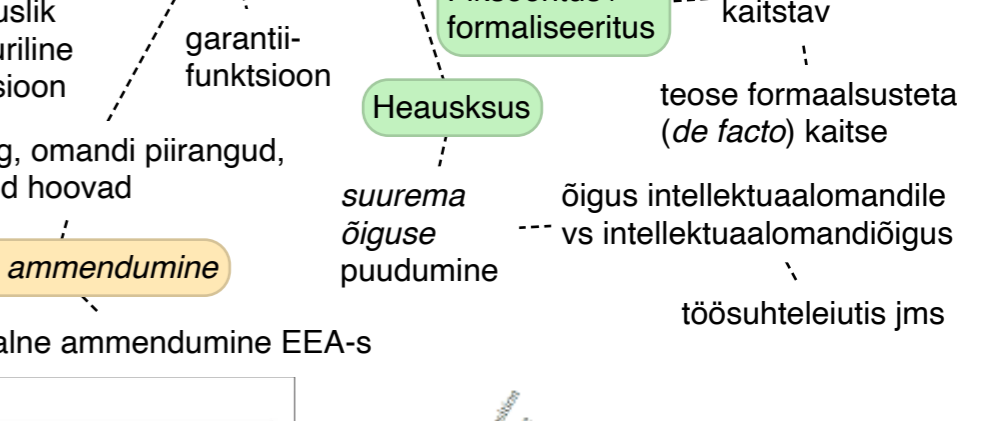 garantii-
funktsioon
formaliseeritus
kaitstav
Heausksus
teose formaalsusteta
(de facto) kaitse
omandi piirangud,
hoovad
suurema
õiguse
puudumine
õigus intellektuaalomandile
vs intellektuaalomandiõigus
töösuhteleiutis jms
ammendumine
ammendumine EEA-s